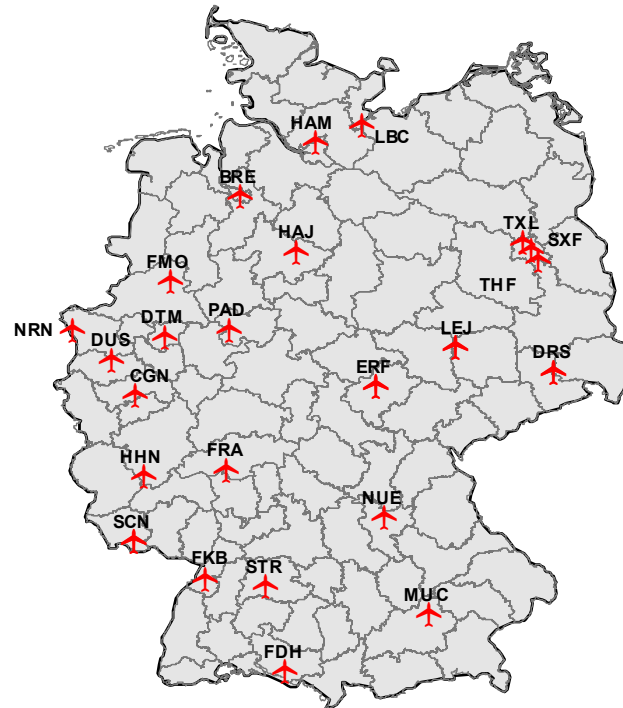 HAM
LBC
BRE
TXL
HAJ
SXF
FMO
THF
NRN
DTM
PAD
DUS
LEJ
DRS
CGN
ERF
HHN
FRA
NUE
SCN
FKB
STR
MUC
FDH